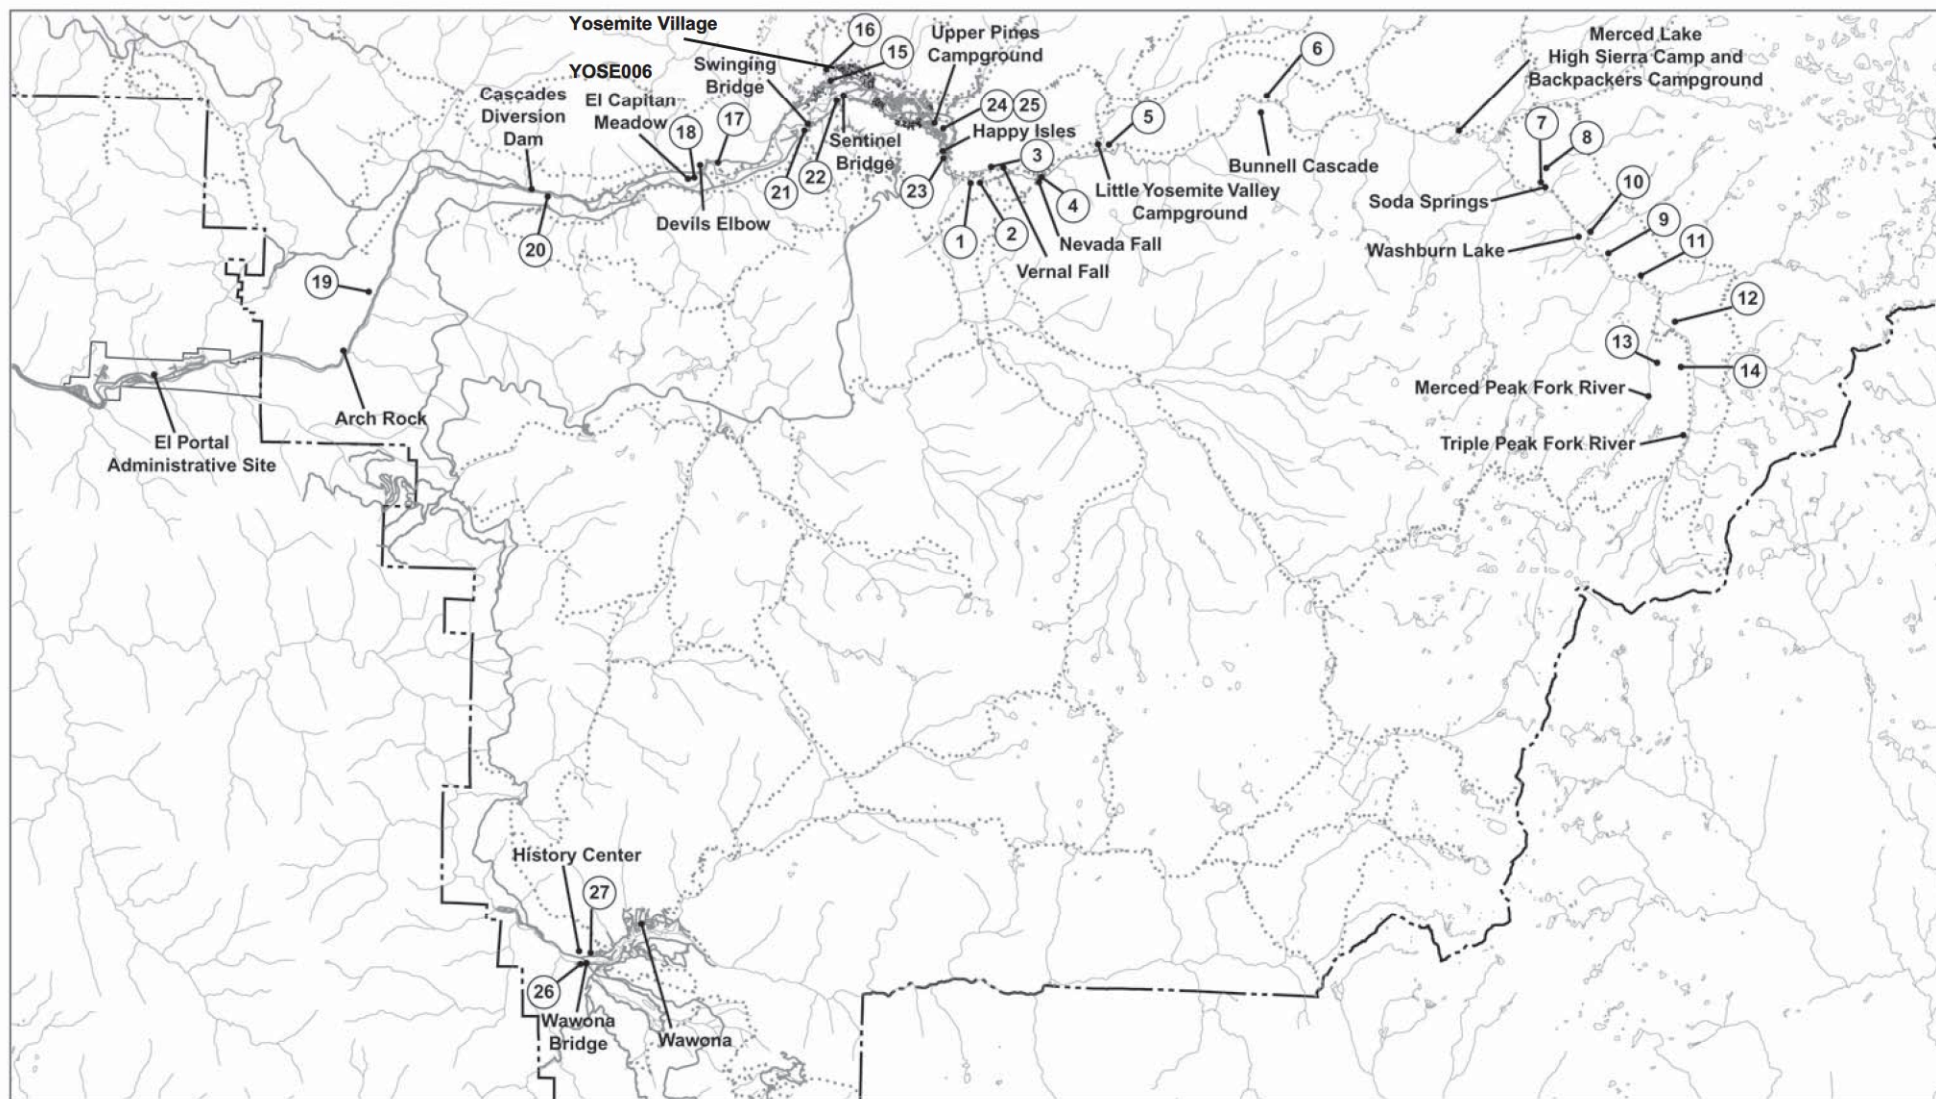 Yosemite Village
16
15
Upper Pines
Campground
6
Merced Lake
High Sierra Camp and
Backpackers Campground
YOSE006
Swinging
Bridge
Cascades
Diversion
Dam
El Capitan
Meadow
18
17
24
25
Happy Isles
5
7
8
Sentinel
Bridge
3
Bunnell Cascade
21
22
23
4
Little Yosemite Valley
Campground
10
Soda Springs
Devils Elbow
20
1
2
Nevada Fall
Vernal Fall
9
11
Washburn Lake
19
12
13
14
Merced Peak Fork River
Arch Rock
Triple Peak Fork River
El Portal
Administrative Site
History Center
27
26
Wawona
Bridge
Wawona